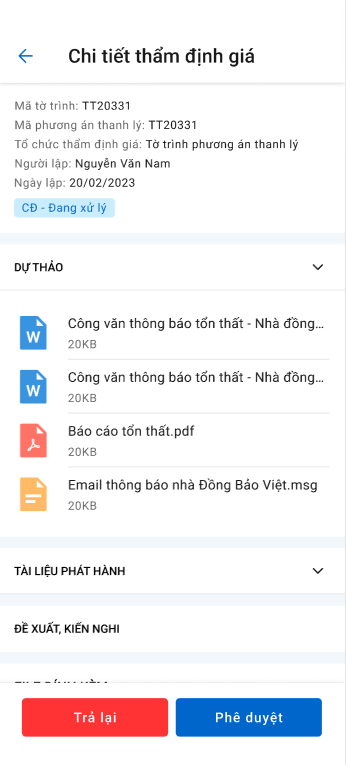 Chi tiết thẩm định giá
Mã tờ trình: TT20331
Mã phương án thanh lý: TT20331
Tổ chức thẩm định giá: Tờ trình phương án thanh lý
Người lập: Nguyễn Văn Nam
Ngày lập: 20/02/2023
CĐ - Đang xử lý
DỰ THẢO
W
Công văn thông báo tổn thất - Nhà đồng...
20KB
W
Công văn thông báo tổn thất - Nhà đồng...
20KB
Báo cáo tổn thất.pdf
20KB
Email thông báo nhà Đồng Bảo Việt.msg
20KB
TÀI LIỆU PHÁT HÀNH
ĐỀ XUẤT, KIẾN NGHI
Trả lại
Phê duyệt